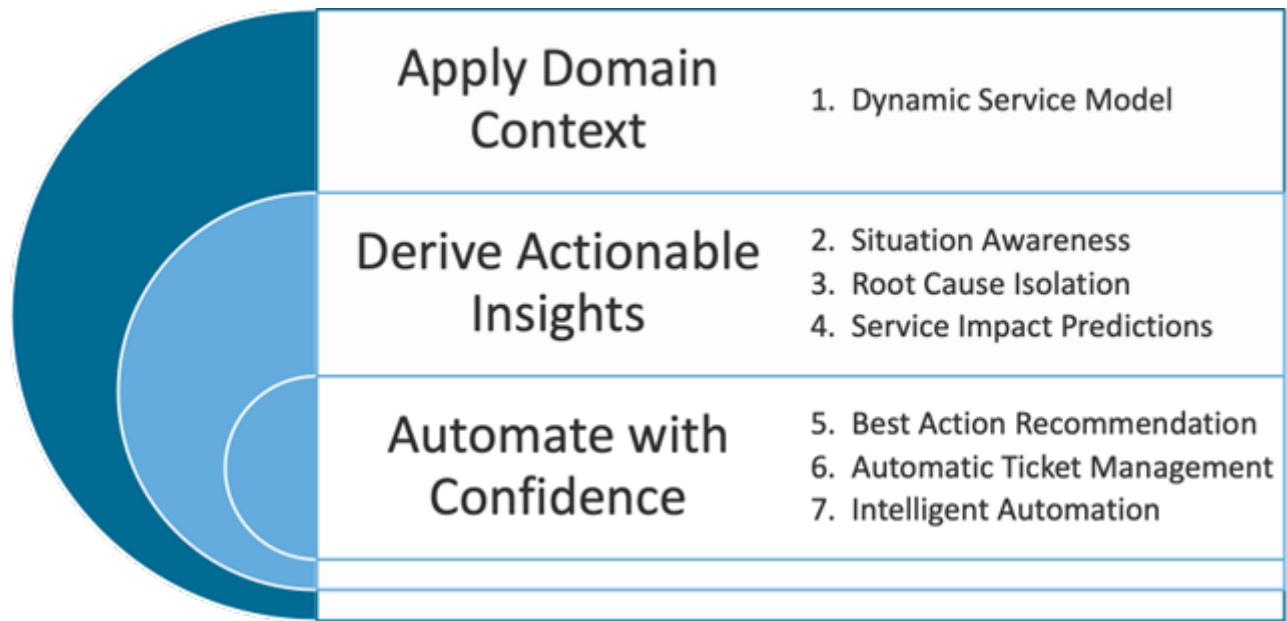 Apply Domain
Context
1. Dynamic Service Model
Derive Actionable
Insights
2. Situation Awareness
3. Root Cause Isolation
4. Service Impact Predictions
Automate with
Confidence
5. Best Action Recommendation
6. Automatic Ticket Management
7. Intelligent Automation